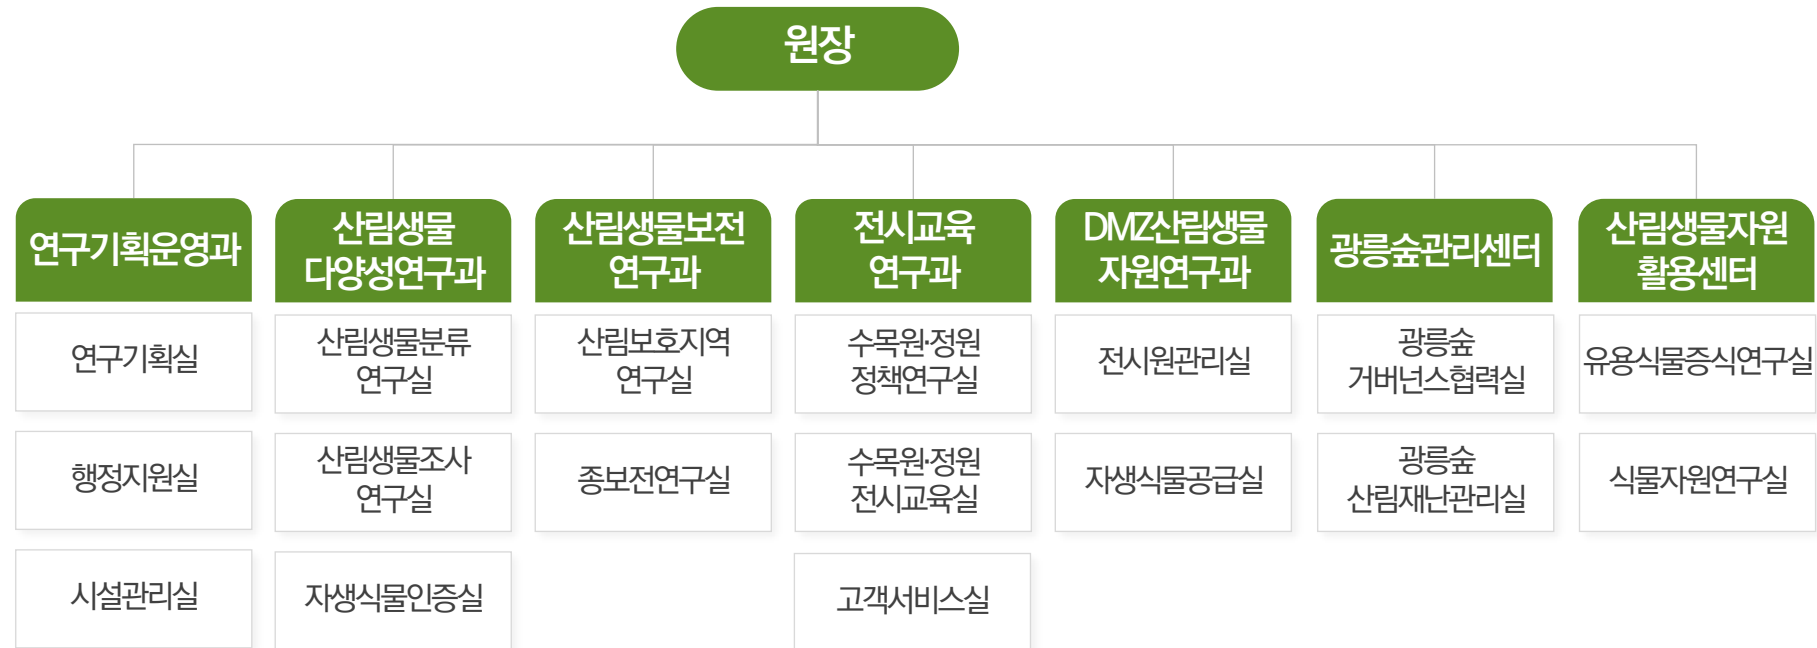 원장
연구기획운영과
산림생물
다양성연구과
산림생물보전
연구과
전시교육
연구과
DMZ산림생물
자원연구과
광릉숲관리센터
산림생물자원
활용센터
연구기획실
산림생물분류
연구실
산림보호지역
연구실
수목원·정원
정책연구실
전시원관리실
광릉숲
거버넌스협력실
유용식물증식연구실
행정지원실
산림생물조사
연구실
종보전연구실
수목원·정원
전시교육실
자생식물공급실
광릉숲
산림재난관리실
식물자원연구실
시설관리실
자생식물인증실
고객서비스실